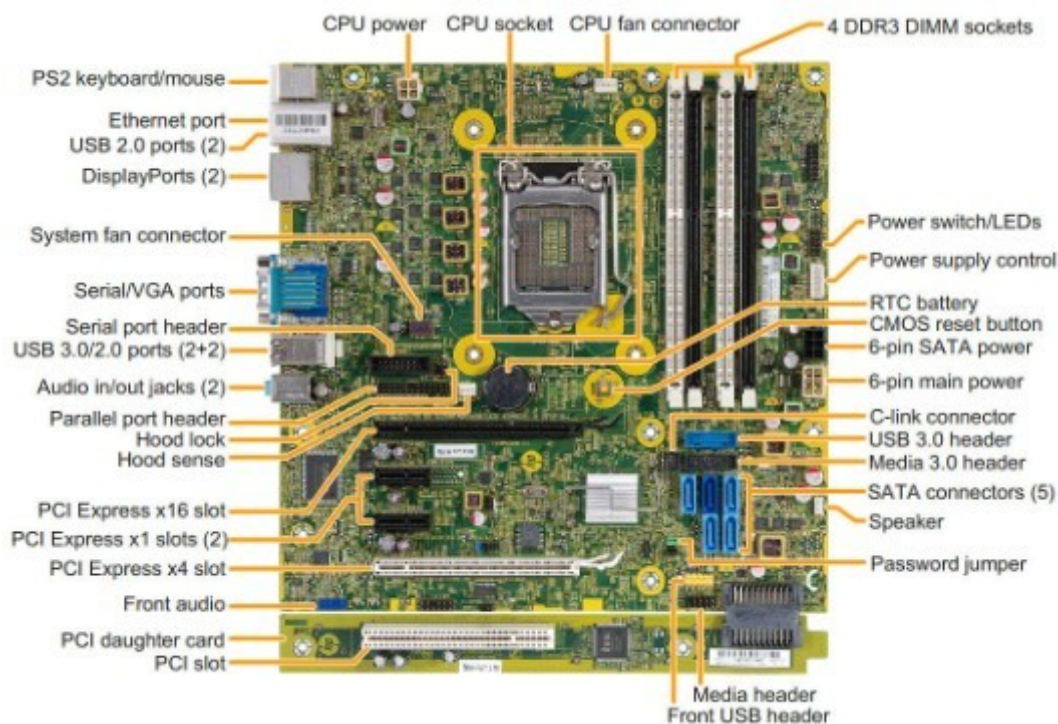 CPU power
CPU socket
CPU fan connector
4 DDR3 DIMM sockets
PS2 keyboard/mouse
Ethernet port
USB 2.0 ports (2)
DisplayPorts (2)
System fan connector
Serial/VGA ports
Serial port header
USB 3.0/2.0 ports (2+2)
Audio in/out jacks (2)
Parallel port header
Hood lock
Hood sense
PCI Express x16 slot
PCI Express x1 slots (2)
PCI Express x4 slot
Front audio
PCI daughter card
PCI slot
Power switch/LEDs
Power supply control
RTC battery
CMOS reset button
6-pin SATA power
6-pin main power
C-link connector
USB 3.0 header
Media 3.0 header
SATA connectors (5)
Speaker
Password jumper
Media header
Front USB header